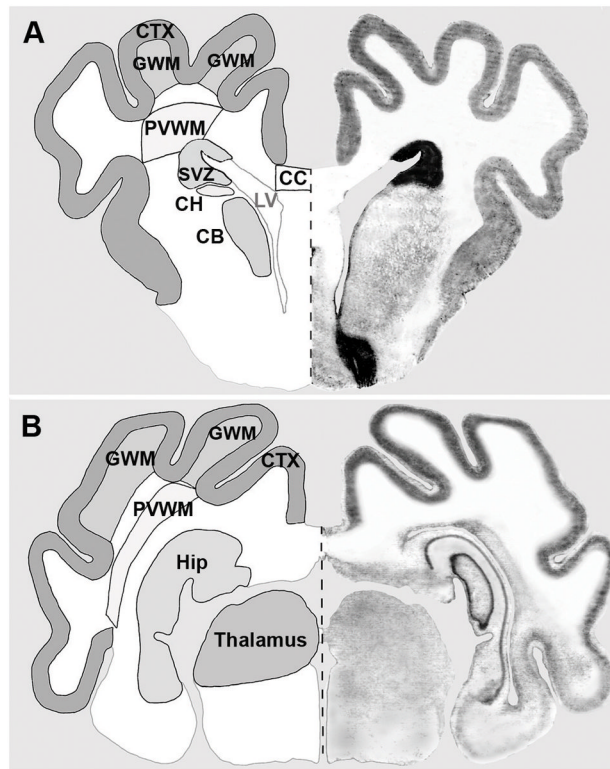 A
CTX
GWM GWM
PVWM
SVZ
CC
CH
LV
CB
B
GWM
GWM
CTX
PVWM
Hip
Thalamus